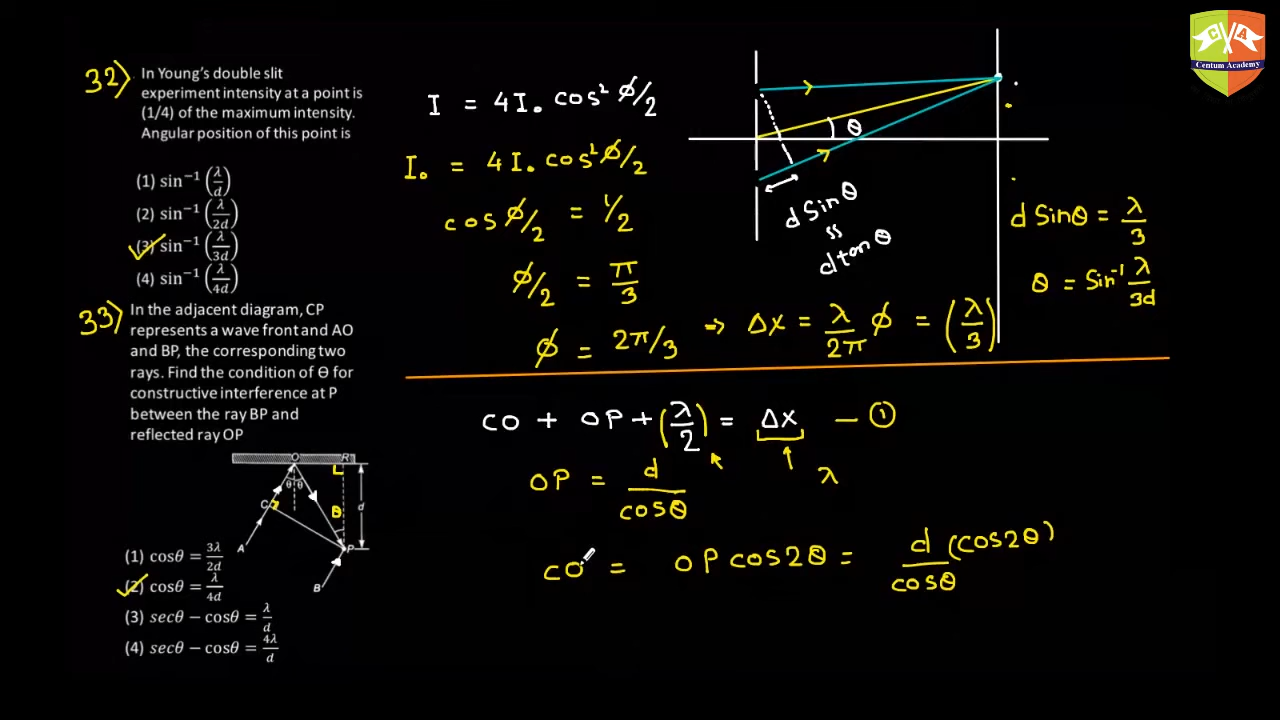 Centum Academy
32)
In Young's double slit
experiment intensity at a point is
(1/4) of the maximum intensity.
Angular position of this point is
(1) sin⁻¹ (λ/d)
(2) sin⁻¹ (λ/2d)
(3) sin⁻¹ (λ/3d)
(4) sin⁻¹ (λ/4d)
I = 4I₀ cos² ϕ/2
I₀ = 4I₀ cos² ϕ/2
cos ϕ/2 = 1/2
ϕ/2 = π/3
ϕ = 2π/3 → Δx = λ/2π ϕ = (λ/3)
θ
d Sinθ
=
d tan θ
d Sinθ = λ/3
θ = Sin⁻¹ λ/3d
33)
In the adjacent diagram, CP
represents a wave front and AO
and BP, the corresponding two
rays. Find the condition of Ө for
constructive interference at P
between the ray BP and
reflected ray OP
O R
θ θ
C θ d
A P
B
(1) cosθ = 3λ/2d
(2) cosθ = λ/4d
(3) secθ − cosθ = λ/d
(4) secθ − cosθ = 4λ/d
CO + OP + (λ/2) = Δx – ①
λ
OP = d/cosθ
CO = OP cos2θ = d/cosθ (cos2θ)